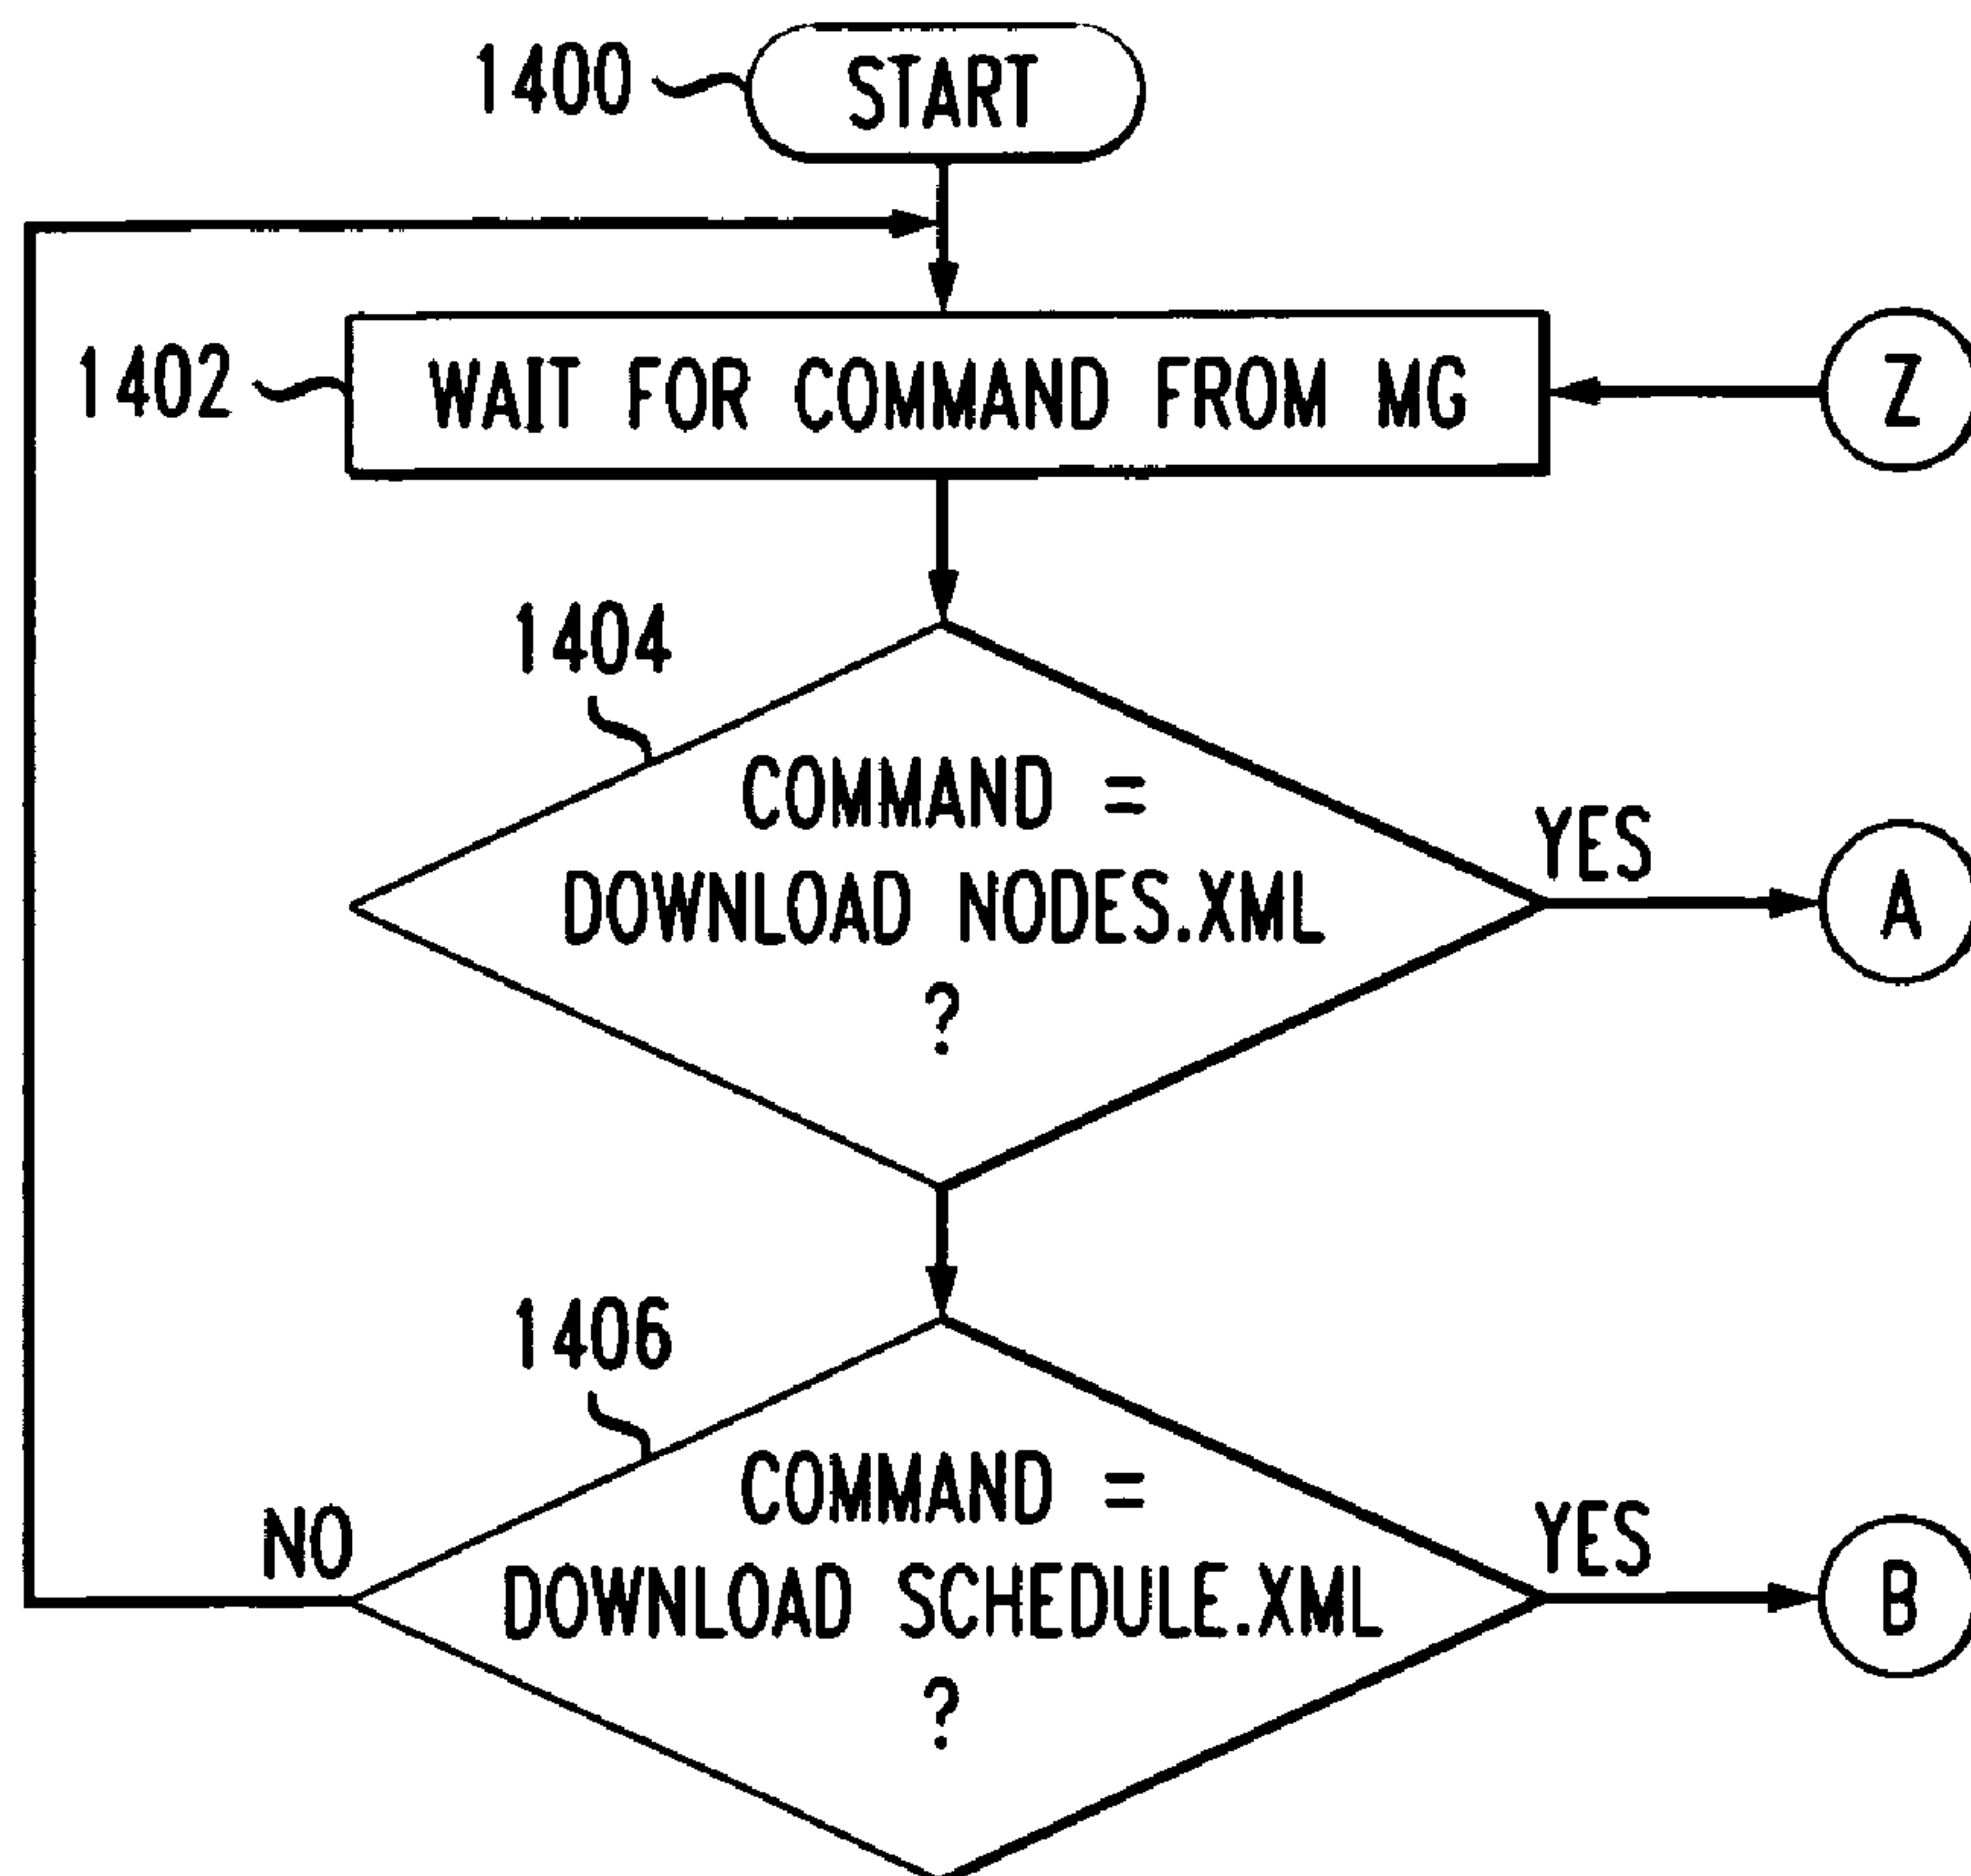 1400
START
1402
WAIT FOR COMMAND FROM MG
Z
1404
COMMAND =
DOWNLOAD NODES.XML
?
YES
A
1406
COMMAND =
DOWNLOAD SCHEDULE.XML
?
NO
YES
B